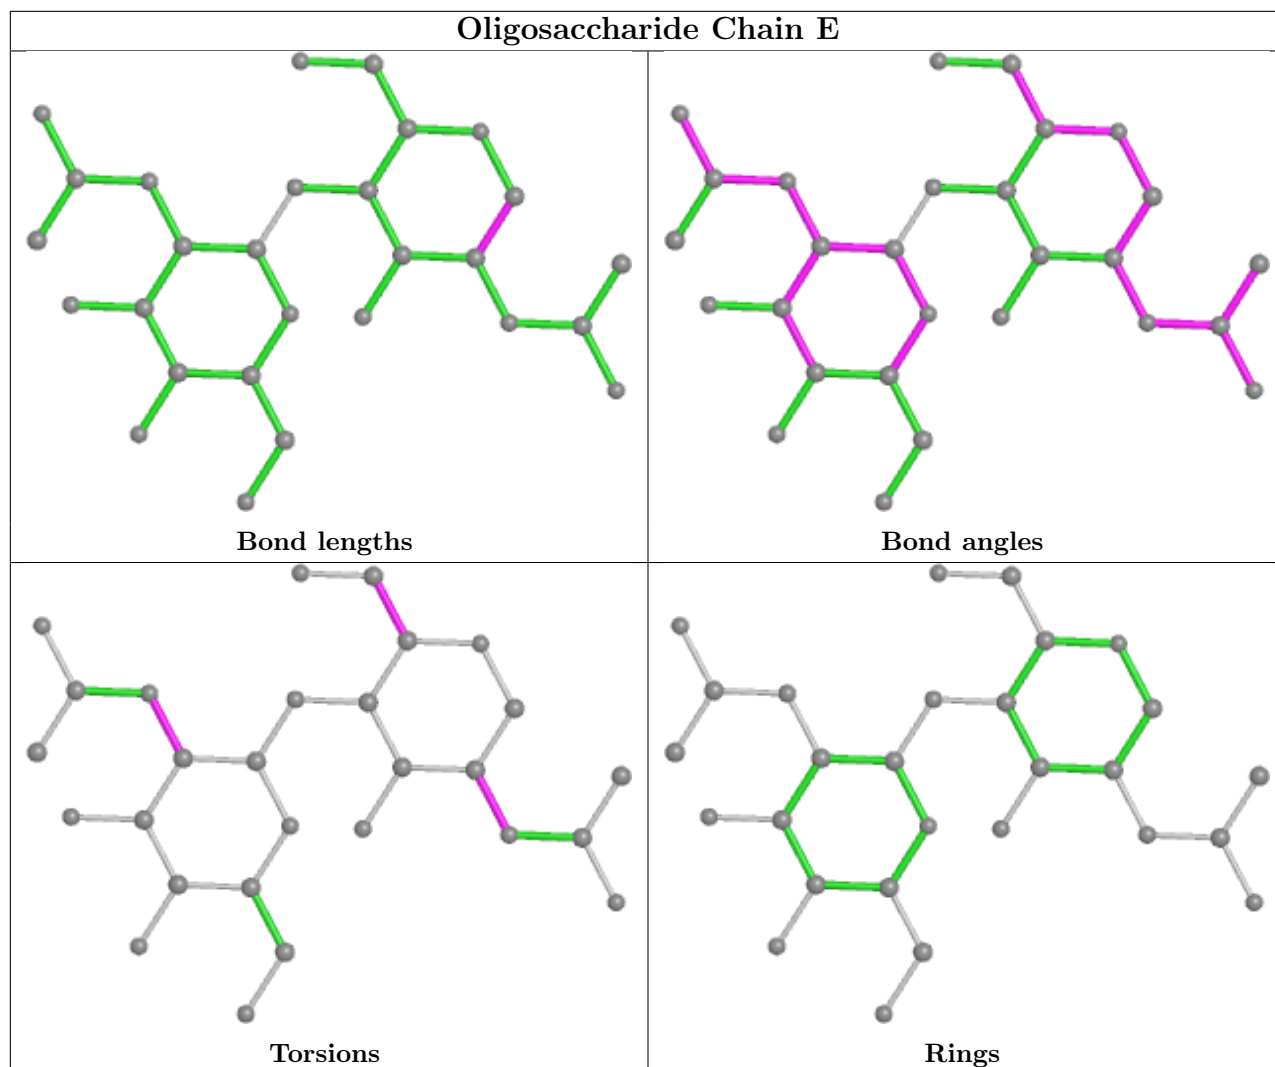 Oligosaccharide Chain E
Bond lengths
Bond angles
Torsions
Rings